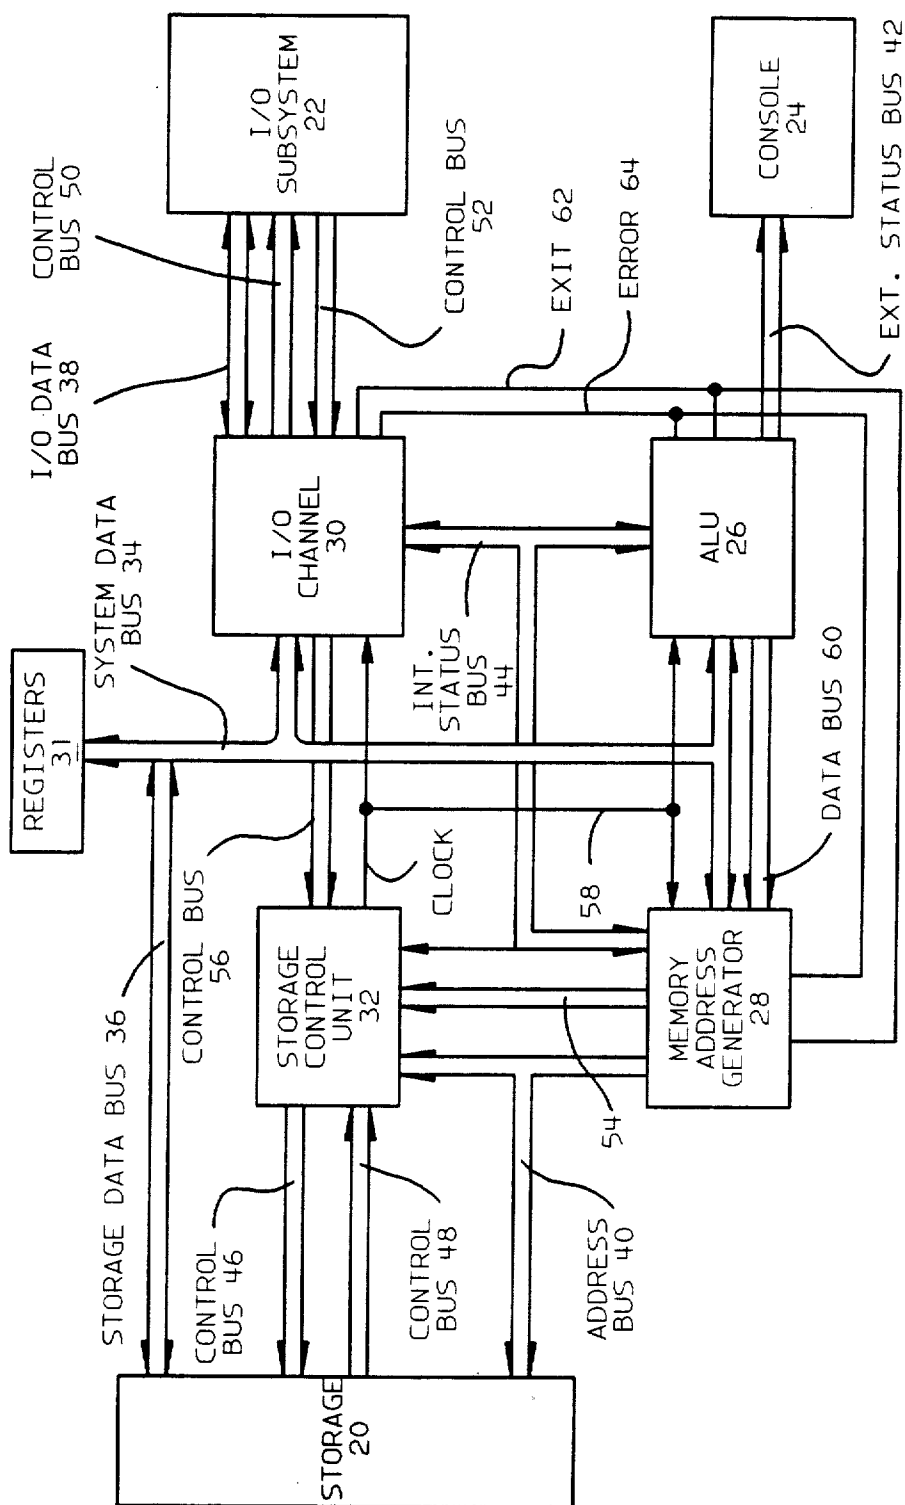 REGISTERS
31
SYSTEM DATA
BUS 34
I/O DATA
BUS 38
CONTROL
BUS 50
I/O
SUBSYSTEM
22
STORAGE DATA BUS 36
CONTROL BUS
56
I/O
CHANNEL
30
CONTROL BUS
52
CONTROL
BUS 46
STORAGE
CONTROL
UNIT
32
CLOCK
INT.
STATUS
BUS
44
EXIT 62
STORAGE
20
CONTROL
BUS 48
58
ERROR 64
ADDRESS
BUS 40
54
MEMORY
ADDRESS
GENERATOR
28
ALU
26
CONSOLE
24
DATA BUS 60
EXT. STATUS BUS 42